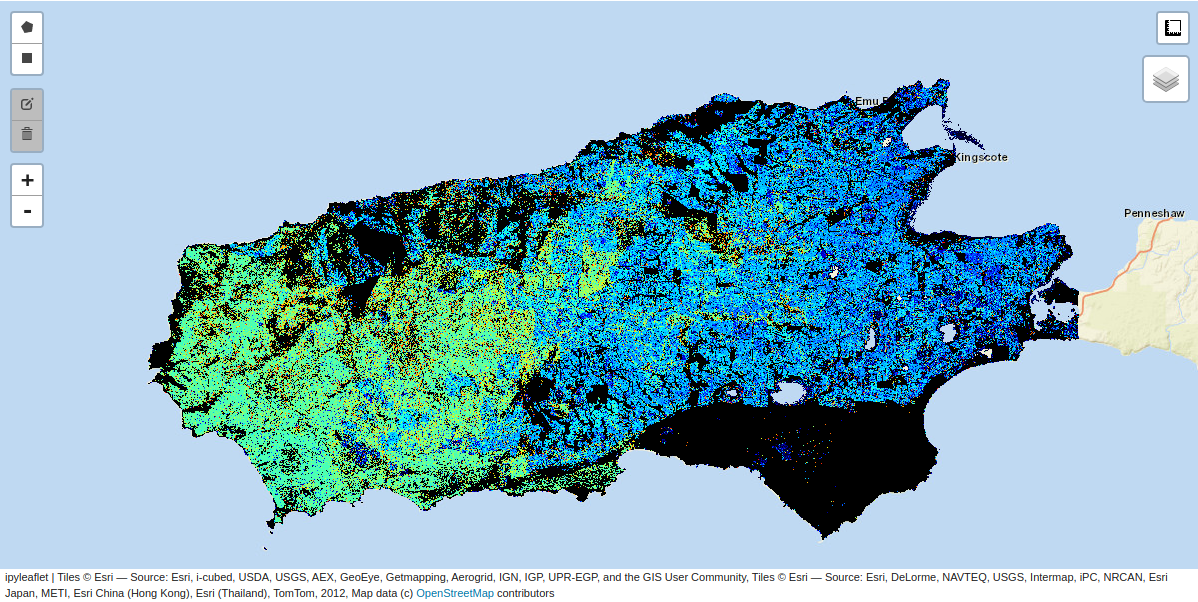 +
-
Emu
Kingscote
Penneshaw
ipyleaflet | Tiles © Esri — Source: Esri, i-cubed, USDA, USGS, AEX, GeoEye, Getmapping, Aerogrid, IGN, IGP, UPR-EGP, and the GIS User Community, Tiles © Esri — Source: Esri, DeLorme, NAVTEQ, USGS, Intermap, iPC, NRCAN, Esri
Japan, METI, Esri China (Hong Kong), Esri (Thailand), TomTom, 2012, Map data (c) OpenStreetMap contributors